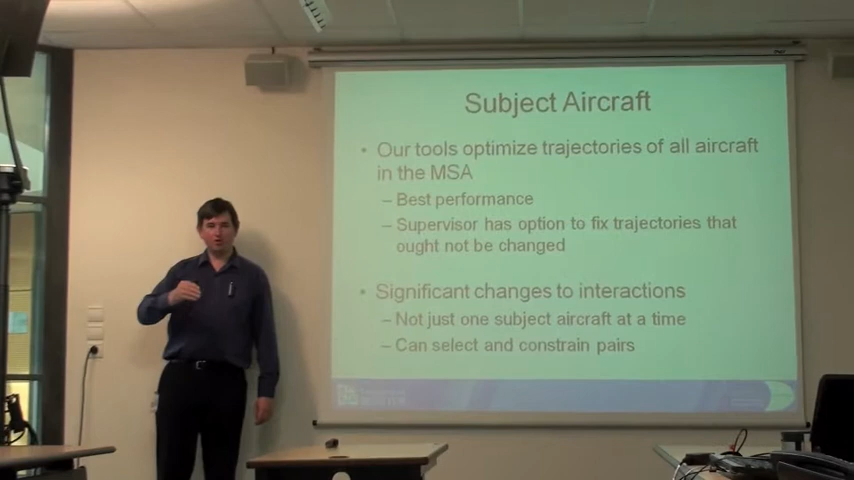 Subject Aircraft
• Our tools optimize trajectories of all aircraft
in the MSA
– Best performance
– Supervisor has option to fix trajectories that
ought not be changed
• Significant changes to interactions
– Not just one subject aircraft at a time
– Can select and constrain pairs